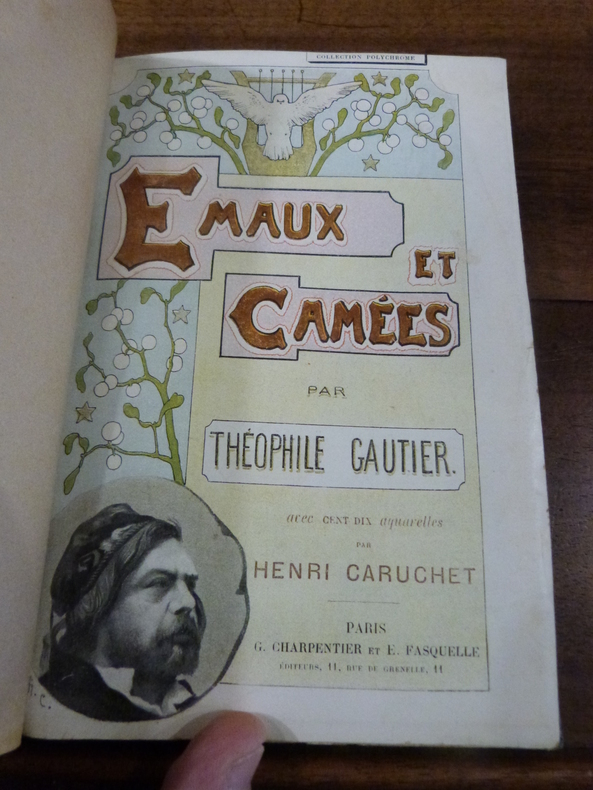 COLLECTION POLYCHROME
EMAUX
ET
CAMÉES
PAR
THÉOPHILE GAUTIER.
avec CENT DIX aquarelles
PAR
HENRI CARUCHET
PARIS
G. CHARPENTIER ET E. FASQUELLE
ÉDITEURS, 11, RUE DE GRENELLE, 11